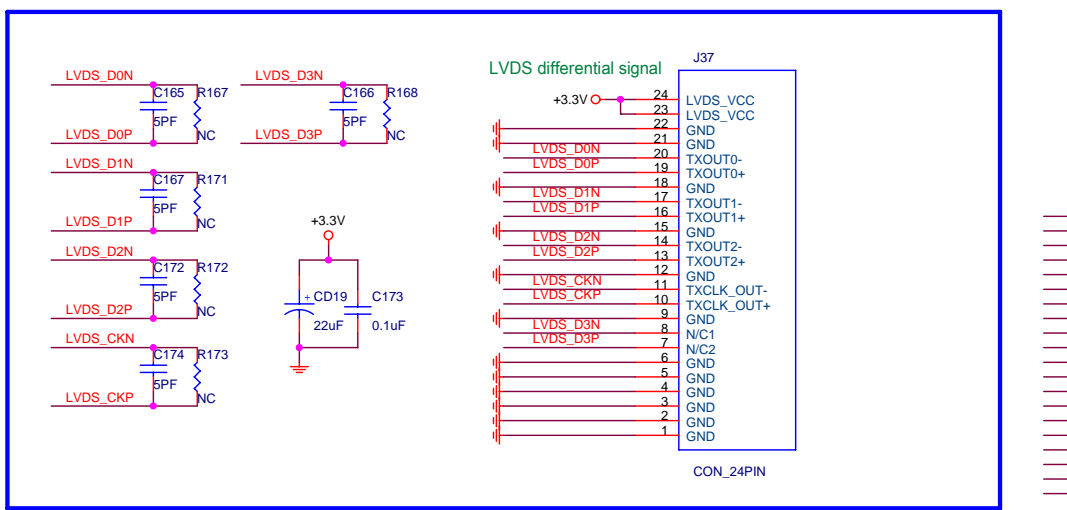 LVDS_D0N
C165 R167
5PF
LVDS_D0P
NC
LVDS_D3N
C166 R168
5PF
LVDS_D3P
NC
LVDS_D1N
C167 R171
5PF
LVDS_D1P
NC
LVDS_D2N
C172 R172
5PF
LVDS_D2P
NC
LVDS_CKN
C174 R173
5PF
LVDS_CKP
NC
+3.3V
+ CD19
22uF
C173
0.1uF
LVDS differential signal
J37
+3.3V
24 LVDS_VCC
23 LVDS_VCC
22 GND
21 GND
LVDS_D0N 20 TXOUT0-
LVDS_D0P 19 TXOUT0+
18 GND
LVDS_D1N 17 TXOUT1-
LVDS_D1P 16 TXOUT1+
15 GND
LVDS_D2N 14 TXOUT2-
LVDS_D2P 13 TXOUT2+
12 GND
LVDS_CKN 11 TXCLK_OUT-
LVDS_CKP 10 TXCLK_OUT+
9 GND
LVDS_D3N 8 N/C1
LVDS_D3P 7 N/C2
6 GND
5 GND
4 GND
3 GND
2 GND
1 GND
CON_24PIN